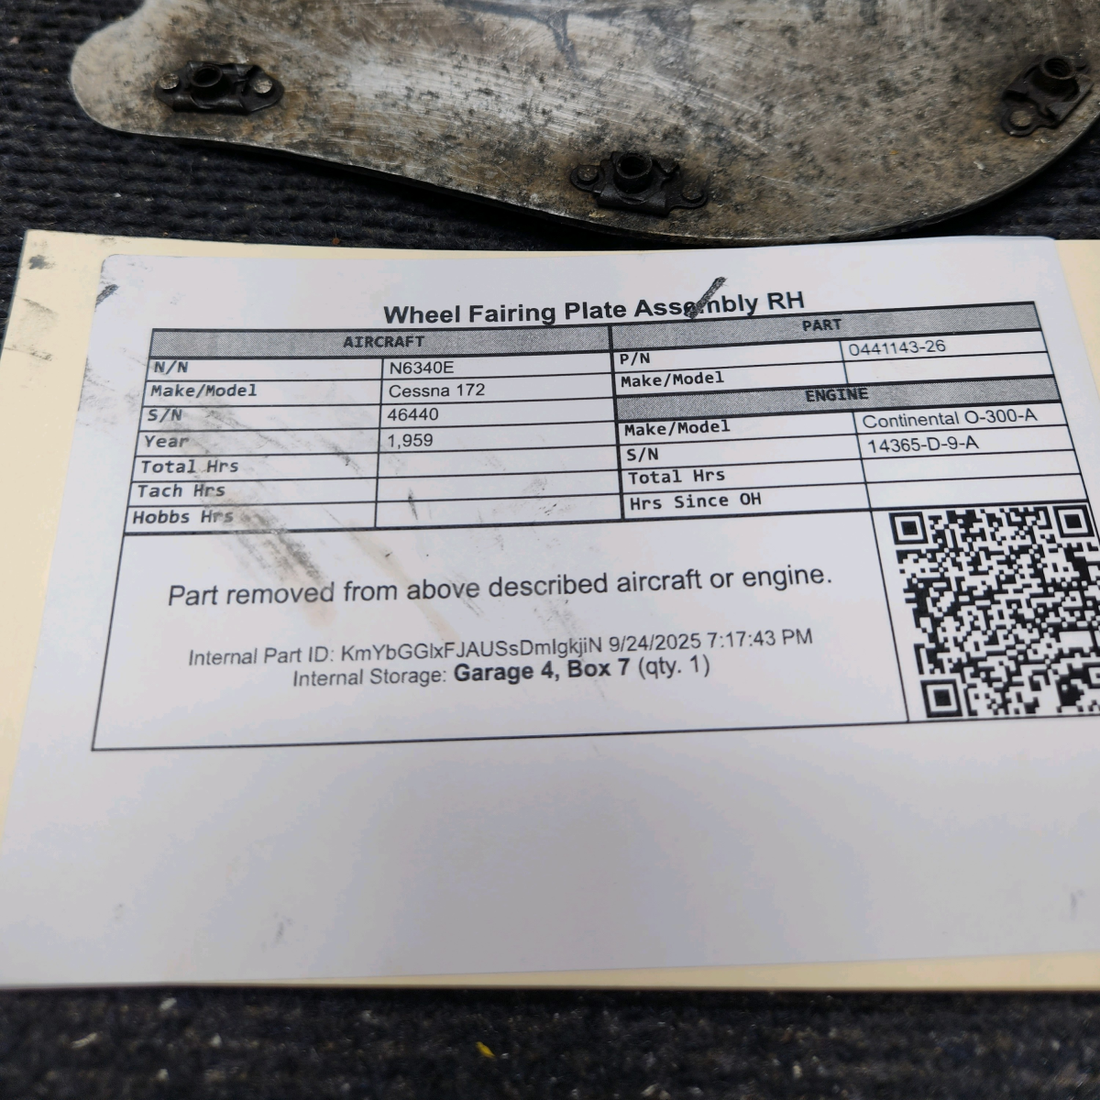 Wheel Fairing Plate Assembly RH
AIRCRAFT
N/N N6340E
Make/Model Cessna 172
S/N 46440
Year 1,959
Total Hrs
Tach Hrs
Hobbs Hrs
PART
P/N 0441143-26
Make/Model
ENGINE
Make/Model Continental O-300-A
S/N 14365-D-9-A
Total Hrs
Hrs Since OH
Part removed from above described aircraft or engine.
Internal Part ID: KmYbGGlxFJAUSsDmIgkjiN 9/24/2025 7:17:43 PM
Internal Storage: Garage 4, Box 7 (qty. 1)